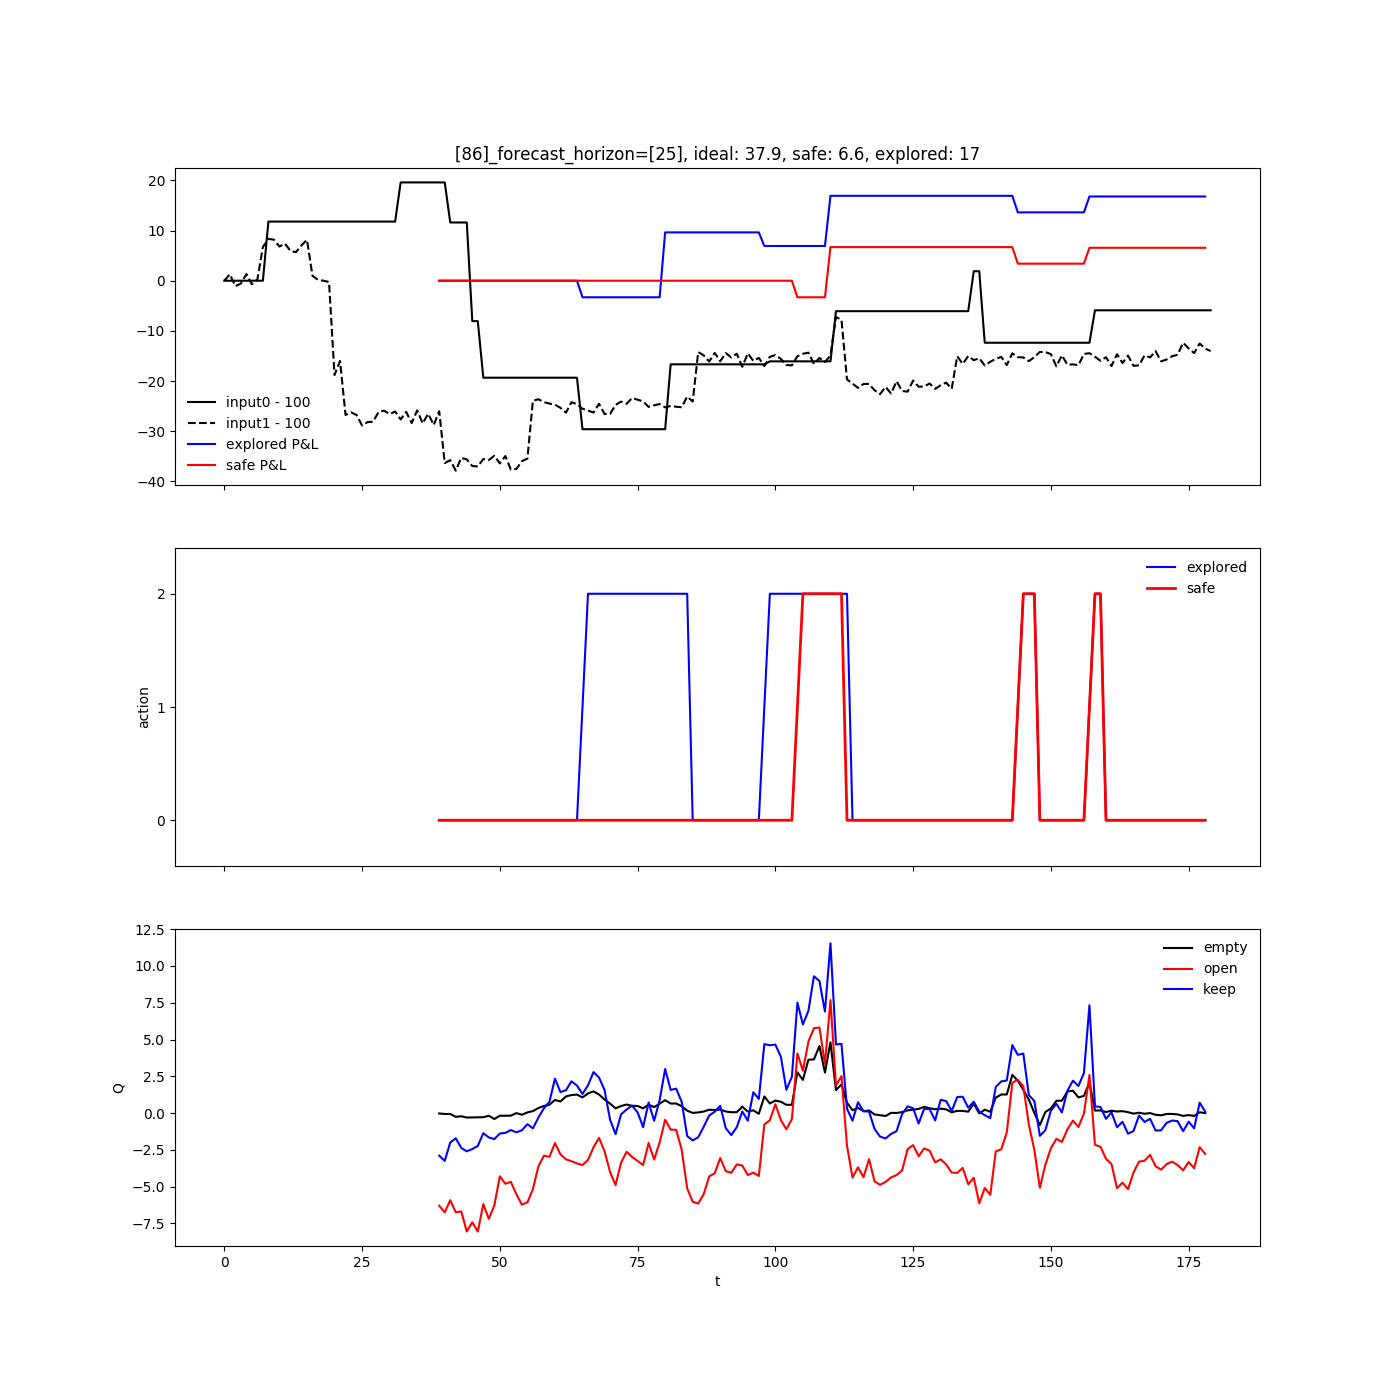 [86]_forecast_horizon=[25], ideal: 37.9, safe: 6.6, explored: 17
20
10
0
−10
−20
−30
−40
input0 - 100
input1 - 100
explored P&L
safe P&L
2
1
0
action
explored
safe
12.5
10.0
7.5
5.0
2.5
0.0
−2.5
−5.0
−7.5
Q
empty
open
keep
0 25 50 75 100 125 150 175
t